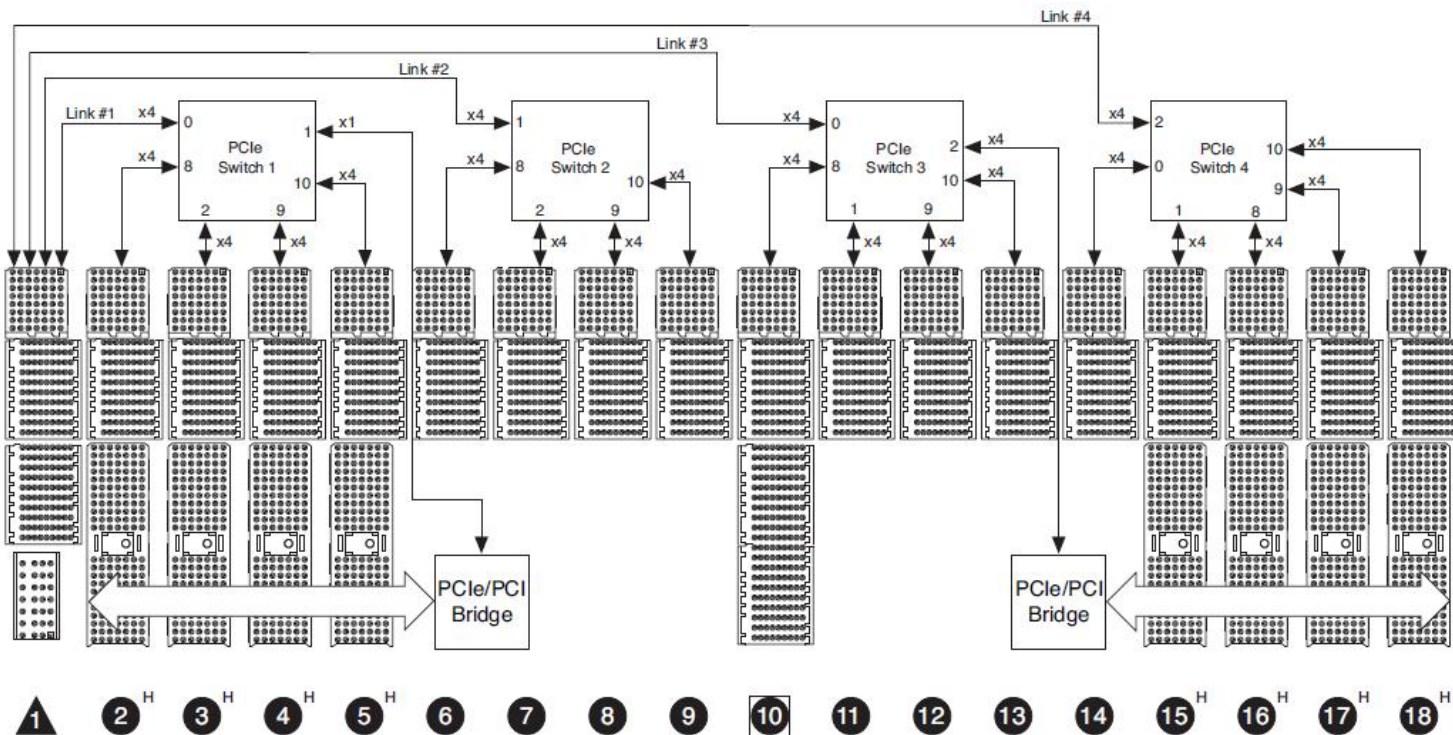 Link #4
Link #3
Link #2
Link #1
x4
0
PCIe
Switch 1
1
x1
x4
8
10
x4
2
9
x4
x4
x4
1
PCIe
Switch 2
x4
8
10
x4
2
9
x4
x4
x4
0
PCIe
Switch 3
2
x4
x4
8
10
x4
1
9
x4
x4
x4
2
PCIe
Switch 4
10
x4
x4
0
9
x4
1
8
x4
x4
PCIe/PCI
Bridge
PCIe/PCI
Bridge
1 2 H 3 H 4 H 5 H 6 7 8 9 10 11 12 13 14 15 H 16 H 17 H 18 H